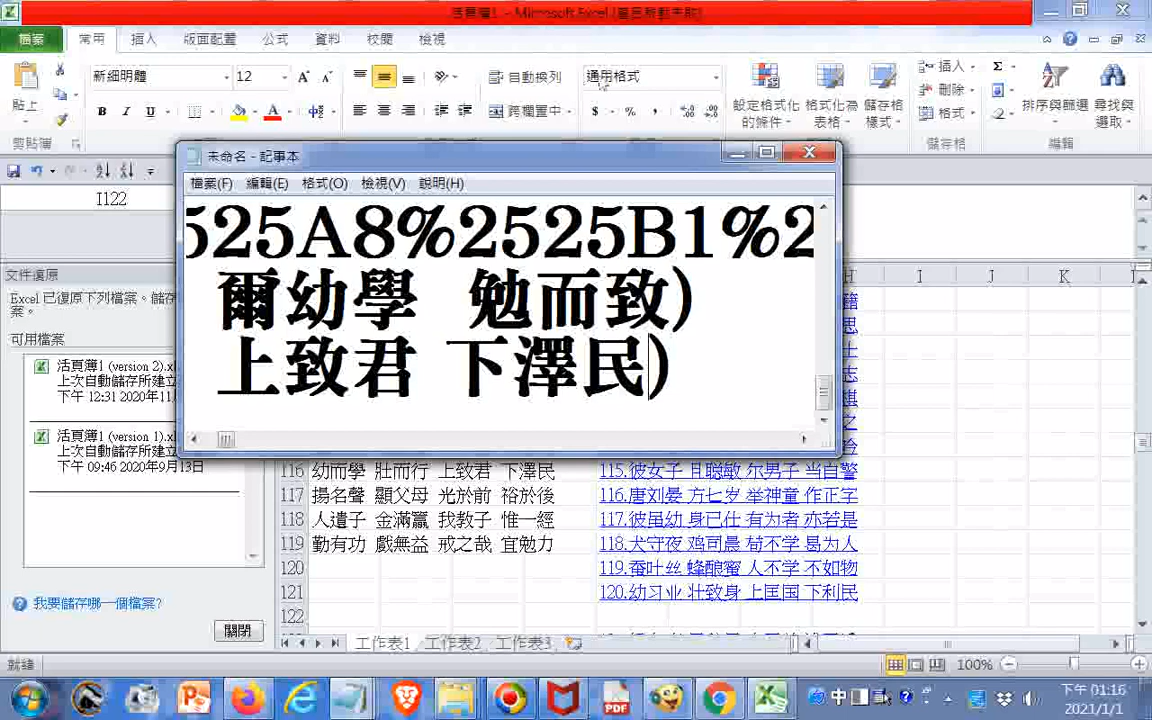 活頁簿1 - Microsoft Excel (產品啟動失敗)
檔案 常用 插入 版面配置 公式 資料 校閱 檢視
新細明體 12 自動換列 通用格式 插入 Σ
貼上 B I U 跨欄置中 $ % , 設定格式化的條件 格式化為表格 儲存格樣式 刪除 格式 排序與篩選 尋找與選取
剪貼簿 儲存格 編輯
未命名 - 記事本
I122
檔案(F) 編輯(E) 格式(O) 檢視(V) 說明(H)
525A8%2525B1%2
爾幼學 勉而致)
上致君 下澤民)
文件復原
Excel 已復原下列檔案。儲存
案。
可用檔案
活頁簿1 (version 2).xl
上次自動儲存所建立
下午 12:31 2020年11
活頁簿1 (version 1).xl
上次自動儲存所建立
下午 09:46 2020年9月13日
我要儲存哪一個檔案?
關閉
H I J K
籍
思
士
志
棋
之
吟
116 幼而學 壯而行 上致君 下澤民 115.彼女子 且聪敏 尔男子 当自警
117 揚名聲 顯父母 光於前 裕於後 116.唐刘晏 方七岁 举神童 作正字
118 人遺子 金滿籯 我教子 惟一經 117.彼虽幼 身已仕 有为者 亦若是
119 勤有功 戲無益 戒之哉 宜勉力 118.犬守夜 鸡司晨 苟不学 曷为人
120 119.蚕吐丝 蜂酿蜜 人不学 不如物
121 120.幼习业 壮致身 上匡国 下利民
122
工作表1 工作表2 工作表3
就緒 100%
中 下午 01:16
2021/1/1